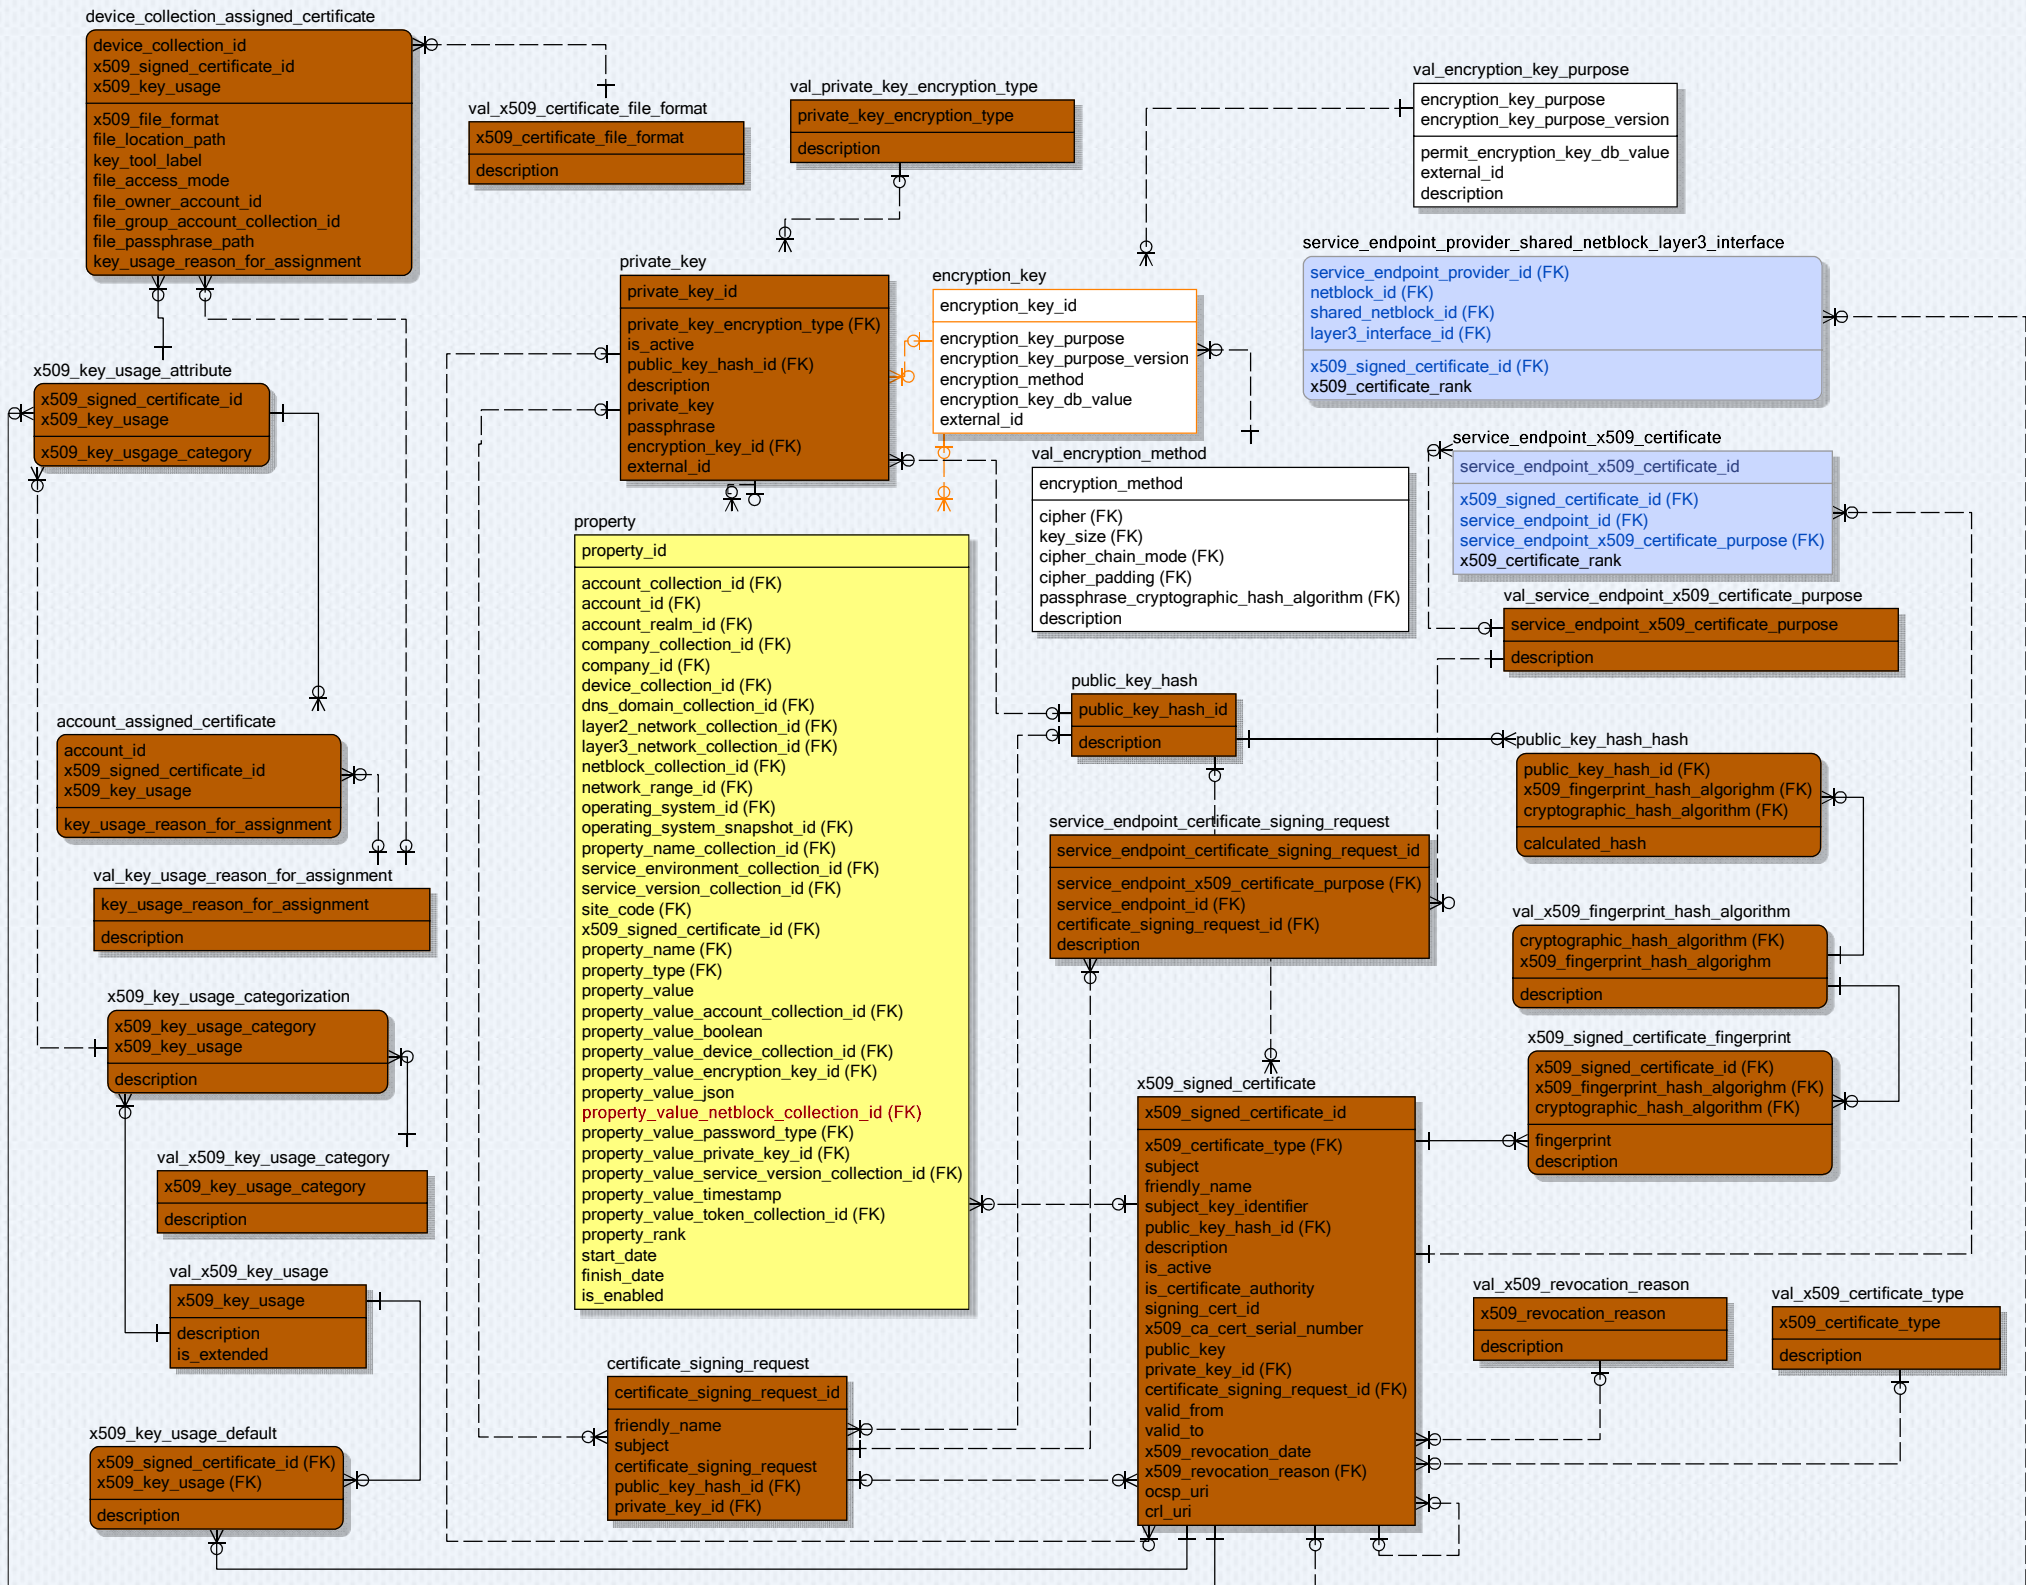 device_collection_assigned_certificate
device_collection_id
x509_signed_certificate_id
x509_key_usage
x509_file_format
file_location_path
key_tool_label
file_access_mode
file_owner_account_id
file_group_account_collection_id
file_passphrase_path
key_usage_reason_for_assignment
val_x509_certificate_file_format
x509_certificate_file_format
description
val_private_key_encryption_type
private_key_encryption_type
description
val_encryption_key_purpose
encryption_key_purpose
encryption_key_purpose_version
permit_encryption_key_db_value
external_id
description
service_endpoint_provider_shared_netblock_layer3_interface
service_endpoint_provider_id (FK)
netblock_id (FK)
shared_netblock_id (FK)
layer3_interface_id (FK)
x509_signed_certificate_id (FK)
x509_certificate_rank
private_key
private_key_id
private_key_encryption_type (FK)
is_active
public_key_hash_id (FK)
description
private_key
passphrase
encryption_key_id (FK)
external_id
encryption_key
encryption_key_id
encryption_key_purpose
encryption_key_purpose_version
encryption_method
encryption_key_db_value
external_id
x509_key_usage_attribute
x509_signed_certificate_id
x509_key_usage
x509_key_usgage_category
val_encryption_method
encryption_method
cipher (FK)
key_size (FK)
cipher_chain_mode (FK)
cipher_padding (FK)
passphrase_cryptographic_hash_algorithm (FK)
description
service_endpoint_x509_certificate
service_endpoint_x509_certificate_id
x509_signed_certificate_id (FK)
service_endpoint_id (FK)
service_endpoint_x509_certificate_purpose (FK)
x509_certificate_rank
val_service_endpoint_x509_certificate_purpose
service_endpoint_x509_certificate_purpose
description
property
property_id
account_collection_id (FK)
account_id (FK)
account_realm_id (FK)
company_collection_id (FK)
company_id (FK)
device_collection_id (FK)
dns_domain_collection_id (FK)
layer2_network_collection_id (FK)
layer3_network_collection_id (FK)
netblock_collection_id (FK)
network_range_id (FK)
operating_system_id (FK)
operating_system_snapshot_id (FK)
property_name_collection_id (FK)
service_environment_collection_id (FK)
service_version_collection_id (FK)
site_code (FK)
x509_signed_certificate_id (FK)
property_name (FK)
property_type (FK)
property_value
property_value_account_collection_id (FK)
property_value_boolean
property_value_device_collection_id (FK)
property_value_encryption_key_id (FK)
property_value_json
property_value_netblock_collection_id (FK)
property_value_password_type (FK)
property_value_private_key_id (FK)
property_value_service_version_collection_id (FK)
property_value_timestamp
property_value_token_collection_id (FK)
property_rank
start_date
finish_date
is_enabled
public_key_hash
public_key_hash_id
description
public_key_hash_hash
public_key_hash_id (FK)
x509_fingerprint_hash_algorighm (FK)
cryptographic_hash_algorithm (FK)
calculated_hash
account_assigned_certificate
account_id
x509_signed_certificate_id
x509_key_usage
key_usage_reason_for_assignment
service_endpoint_certificate_signing_request
service_endpoint_certificate_signing_request_id
service_endpoint_x509_certificate_purpose (FK)
service_endpoint_id (FK)
certificate_signing_request_id (FK)
description
val_key_usage_reason_for_assignment
key_usage_reason_for_assignment
description
val_x509_fingerprint_hash_algorithm
cryptographic_hash_algorithm (FK)
x509_fingerprint_hash_algorighm
description
x509_key_usage_categorization
x509_key_usage_category
x509_key_usage
description
x509_signed_certificate_fingerprint
x509_signed_certificate_id (FK)
x509_fingerprint_hash_algorighm (FK)
cryptographic_hash_algorithm (FK)
fingerprint
description
x509_signed_certificate
x509_signed_certificate_id
x509_certificate_type (FK)
subject
friendly_name
subject_key_identifier
public_key_hash_id (FK)
description
is_active
is_certificate_authority
signing_cert_id
x509_ca_cert_serial_number
public_key
private_key_id (FK)
certificate_signing_request_id (FK)
valid_from
valid_to
x509_revocation_date
x509_revocation_reason (FK)
ocsp_uri
crl_uri
val_x509_key_usage_category
x509_key_usage_category
description
val_x509_key_usage
x509_key_usage
description
is_extended
val_x509_revocation_reason
x509_revocation_reason
description
val_x509_certificate_type
x509_certificate_type
description
certificate_signing_request
certificate_signing_request_id
friendly_name
subject
certificate_signing_request
public_key_hash_id (FK)
private_key_id (FK)
x509_key_usage_default
x509_signed_certificate_id (FK)
x509_key_usage (FK)
description